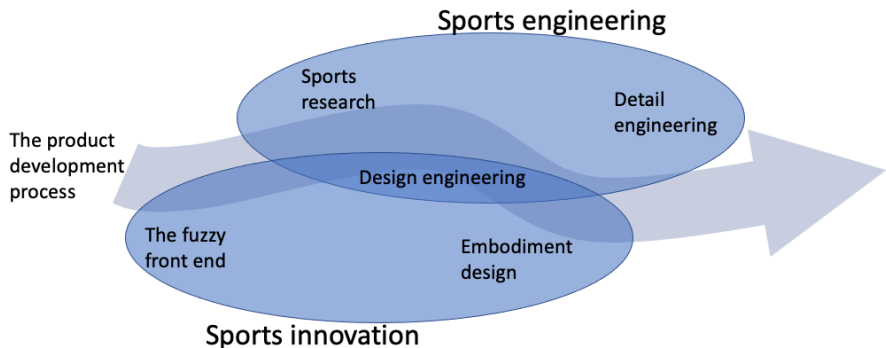 Sports engineering
Sports
research
Detail
engineering
The product
development
process
Design engineering
The fuzzy
front end
Embodiment
design
Sports innovation